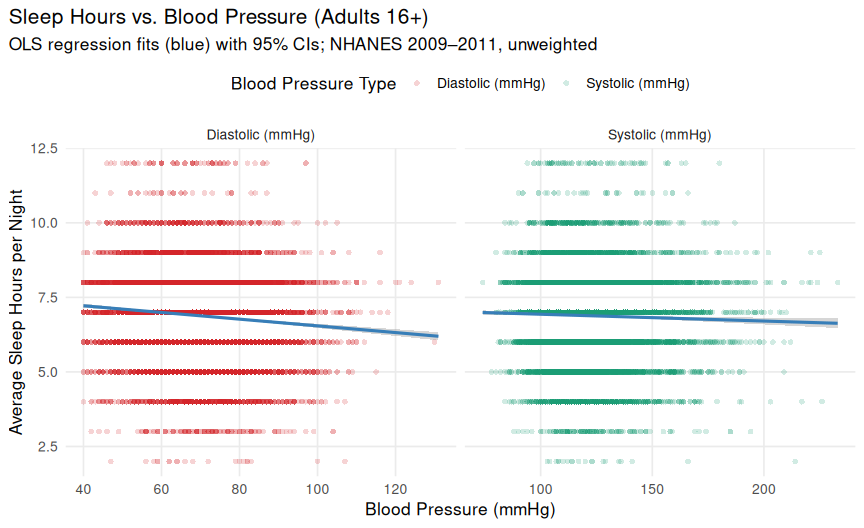 Sleep Hours vs. Blood Pressure (Adults 16+)
OLS regression fits (blue) with 95% CIs; NHANES 2009–2011, unweighted
Blood Pressure Type Diastolic (mmHg) Systolic (mmHg)
Diastolic (mmHg) Systolic (mmHg)
Average Sleep Hours per Night
12.5
10.0
7.5
5.0
2.5
40 60 80 100 120 100 150 200
Blood Pressure (mmHg)